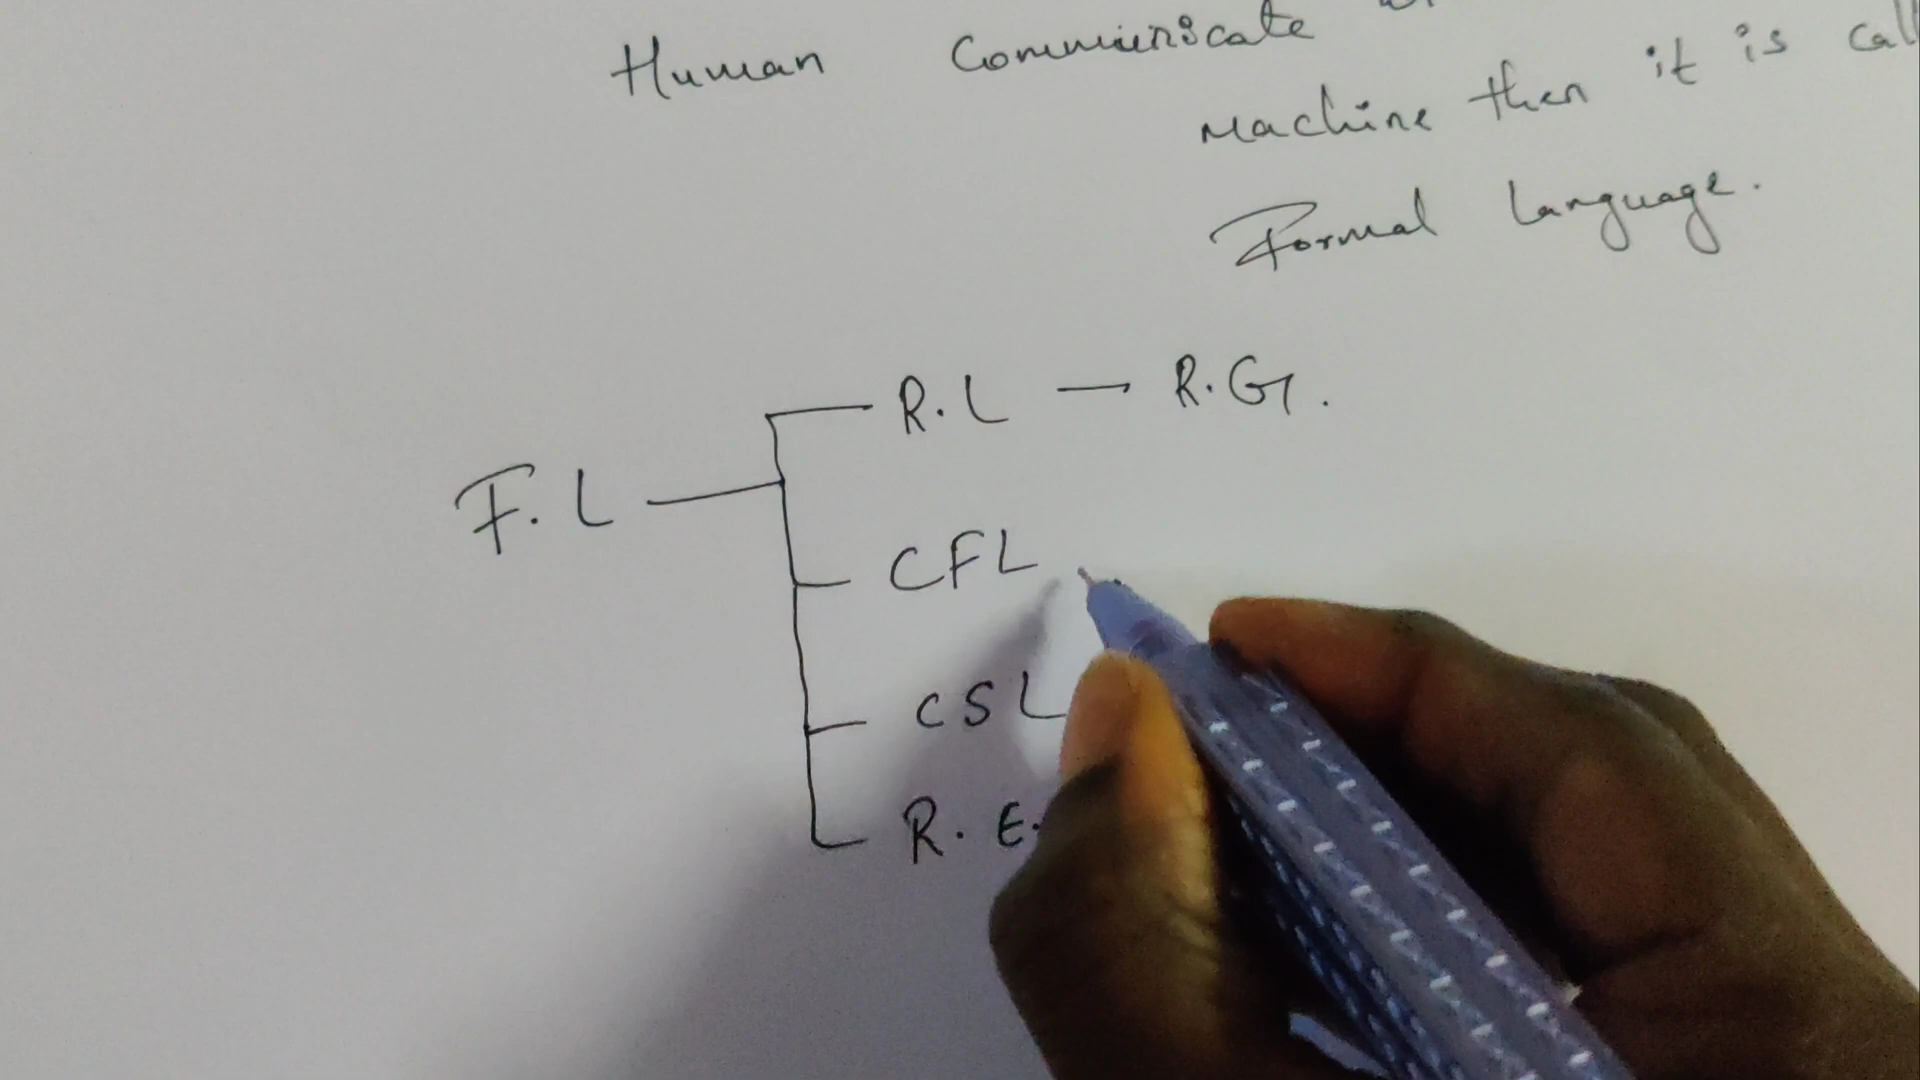 Human Communicate
machine then it is
Formal Language.
R.L — R.G.
F.L
CFL
CSL
R.E.